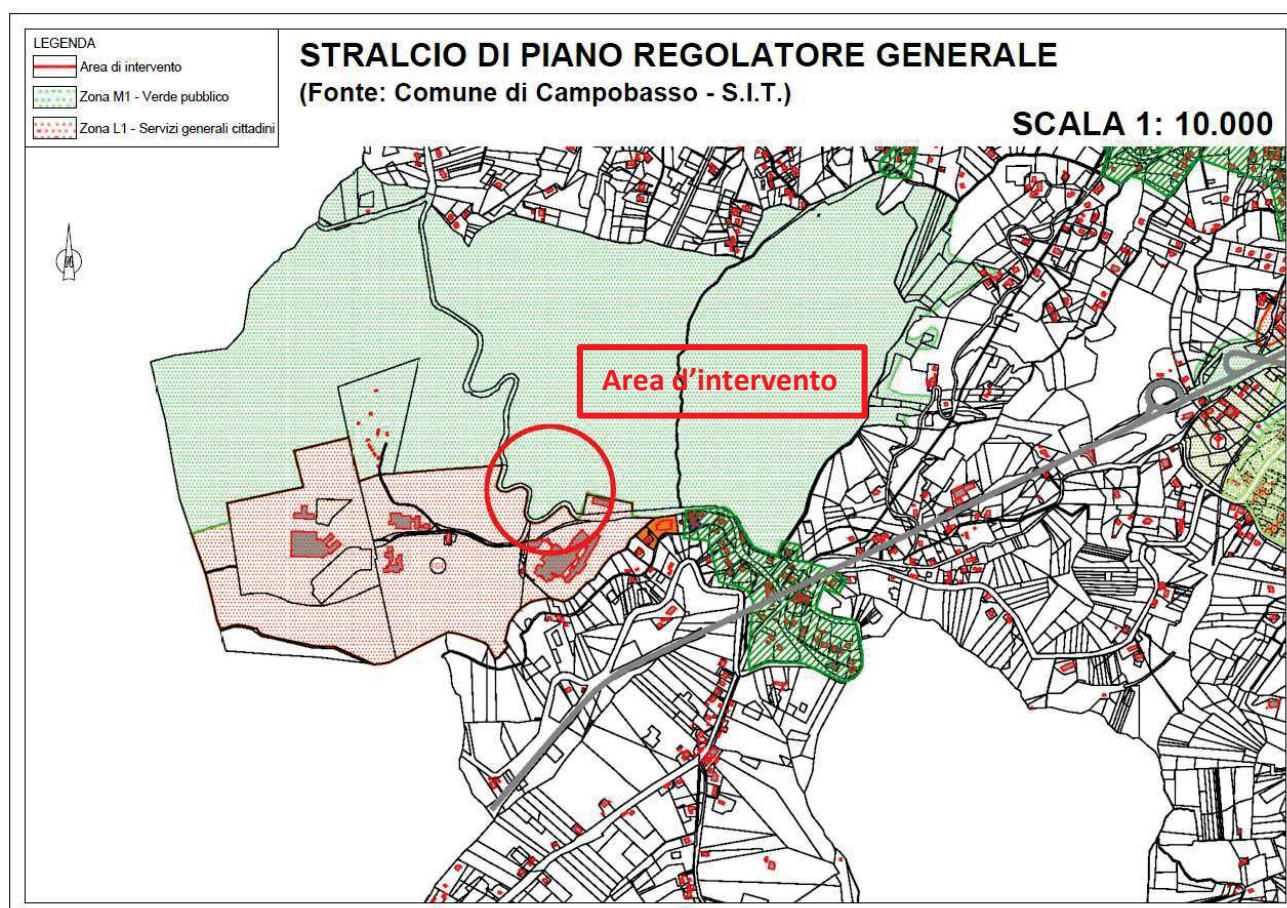 LEGENDA
Area di intervento
Zona M1 - Verde pubblico
Zona L1 - Servizi generali cittadini
STRALCIO DI PIANO REGOLATORE GENERALE
(Fonte: Comune di Campobasso - S.I.T.)
SCALA 1: 10.000
Area d’intervento